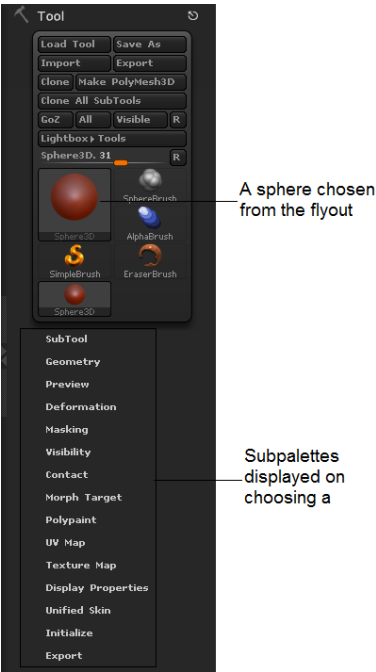 Tool
Load Tool Save As
Import Export
Clone Make PolyMesh3D
Clone All SubTools
GoZ All Visible R
Lightbox▸Tools
Sphere3D. 31 R
SphereBrush
Sphere3D AlphaBrush
SimpleBrush EraserBrush
Sphere3D
A sphere chosen
from the flyout
SubTool
Geometry
Preview
Deformation
Masking
Visibility
Contact
Morph Target
Polypaint
UV Map
Texture Map
Display Properties
Unified Skin
Initialize
Export
Subpalettes
displayed on
choosing a